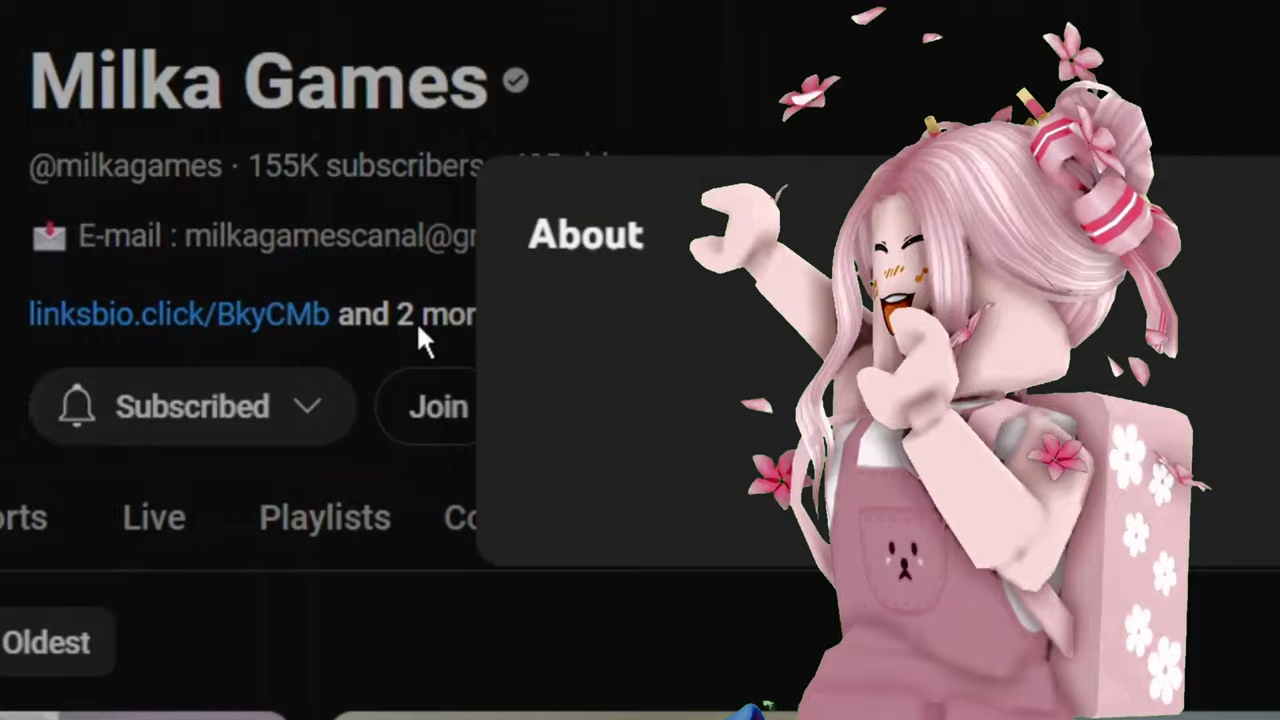 Milka Games
@milkagames · 155K subscribers
E-mail : milkagamescanal@g
About
linksbio.click/BkyCMb and 2 mor
Subscribed
Join
orts
Live
Playlists
Co
Oldest